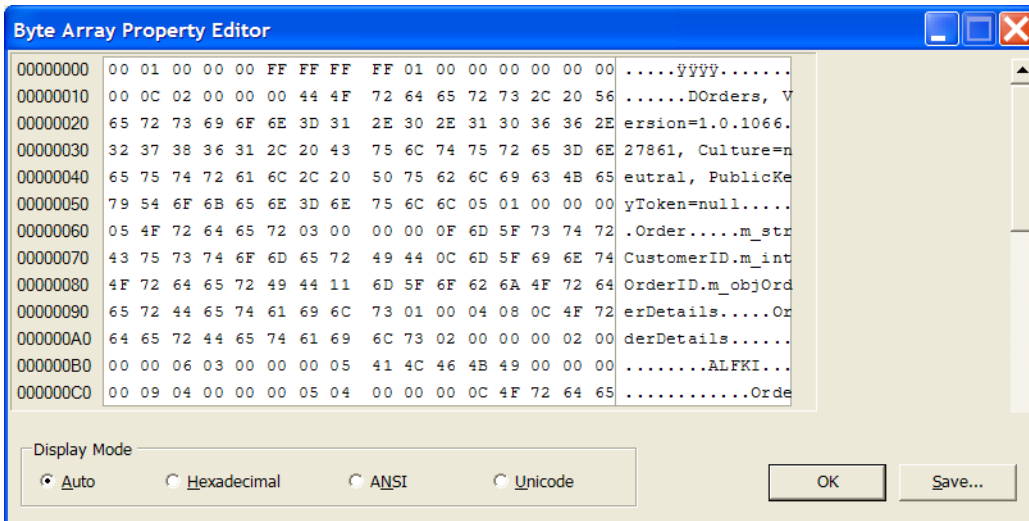 Byte Array Property Editor
00000000 00 01 00 00 00 FF FF FF FF 01 00 00 00 00 00 00 .....ÿÿÿÿ.......
00000010 00 0C 02 00 00 00 44 4F 72 64 65 72 73 2C 20 56 ......DOrders, V
00000020 65 72 73 69 6F 6E 3D 31 2E 30 2E 31 30 36 36 2E ersion=1.0.1066.
00000030 32 37 38 36 31 2C 20 43 75 6C 74 75 72 65 3D 6E 27861, Culture=n
00000040 65 75 74 72 61 6C 2C 20 50 75 62 6C 69 63 4B 65 eutral, PublicKe
00000050 79 54 6F 6B 65 6E 3D 6E 75 6C 6C 05 01 00 00 00 yToken=null.....
00000060 05 4F 72 64 65 72 03 00 00 00 0F 6D 5F 73 74 72 .Order.....m_str
00000070 43 75 73 74 6F 6D 65 72 49 44 0C 6D 5F 69 6E 74 CustomerID.m_int
00000080 4F 72 64 65 72 49 44 11 6D 5F 6F 62 6A 4F 72 64 OrderID.m_objOrd
00000090 65 72 44 65 74 61 69 6C 73 01 00 04 08 0C 4F 72 erDetails.....Or
000000A0 64 65 72 44 65 74 61 69 6C 73 02 00 00 00 02 00 derDetails......
000000B0 00 00 06 03 00 00 00 05 41 4C 46 4B 49 00 00 00 ........ALFKI...
000000C0 00 09 04 00 00 00 05 04 00 00 00 0C 4F 72 64 65 ............Orde
Display Mode
Auto Hexadecimal ANSI Unicode OK Save...